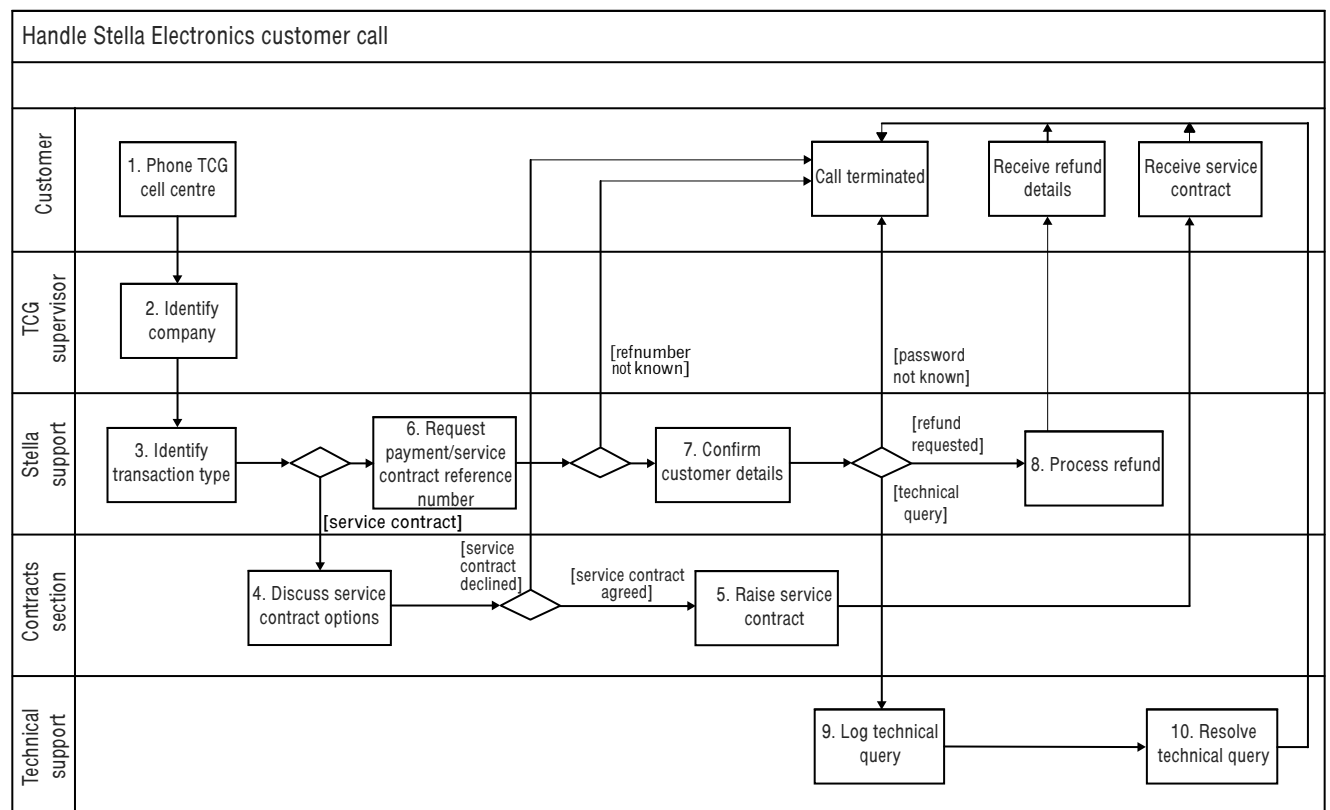 Handle Stella Electronics customer call
Customer
1. Phone TCG
cell centre
Call terminated
Receive refund
details
Receive service
contract
TCG
supervisor
2. Identify
company
[refnumber
not known]
[password
not known]
Stella
support
3. Identify
transaction type
6. Request
payment/service
contract reference
number
7. Confirm
customer details
[refund
requested]
8. Process refund
[technical
query]
[service contract]
Contracts
section
4. Discuss service
contract options
[service
contract
declined]
[service contract
agreed]
5. Raise service
contract
Technical
support
9. Log technical
query
10. Resolve
technical query